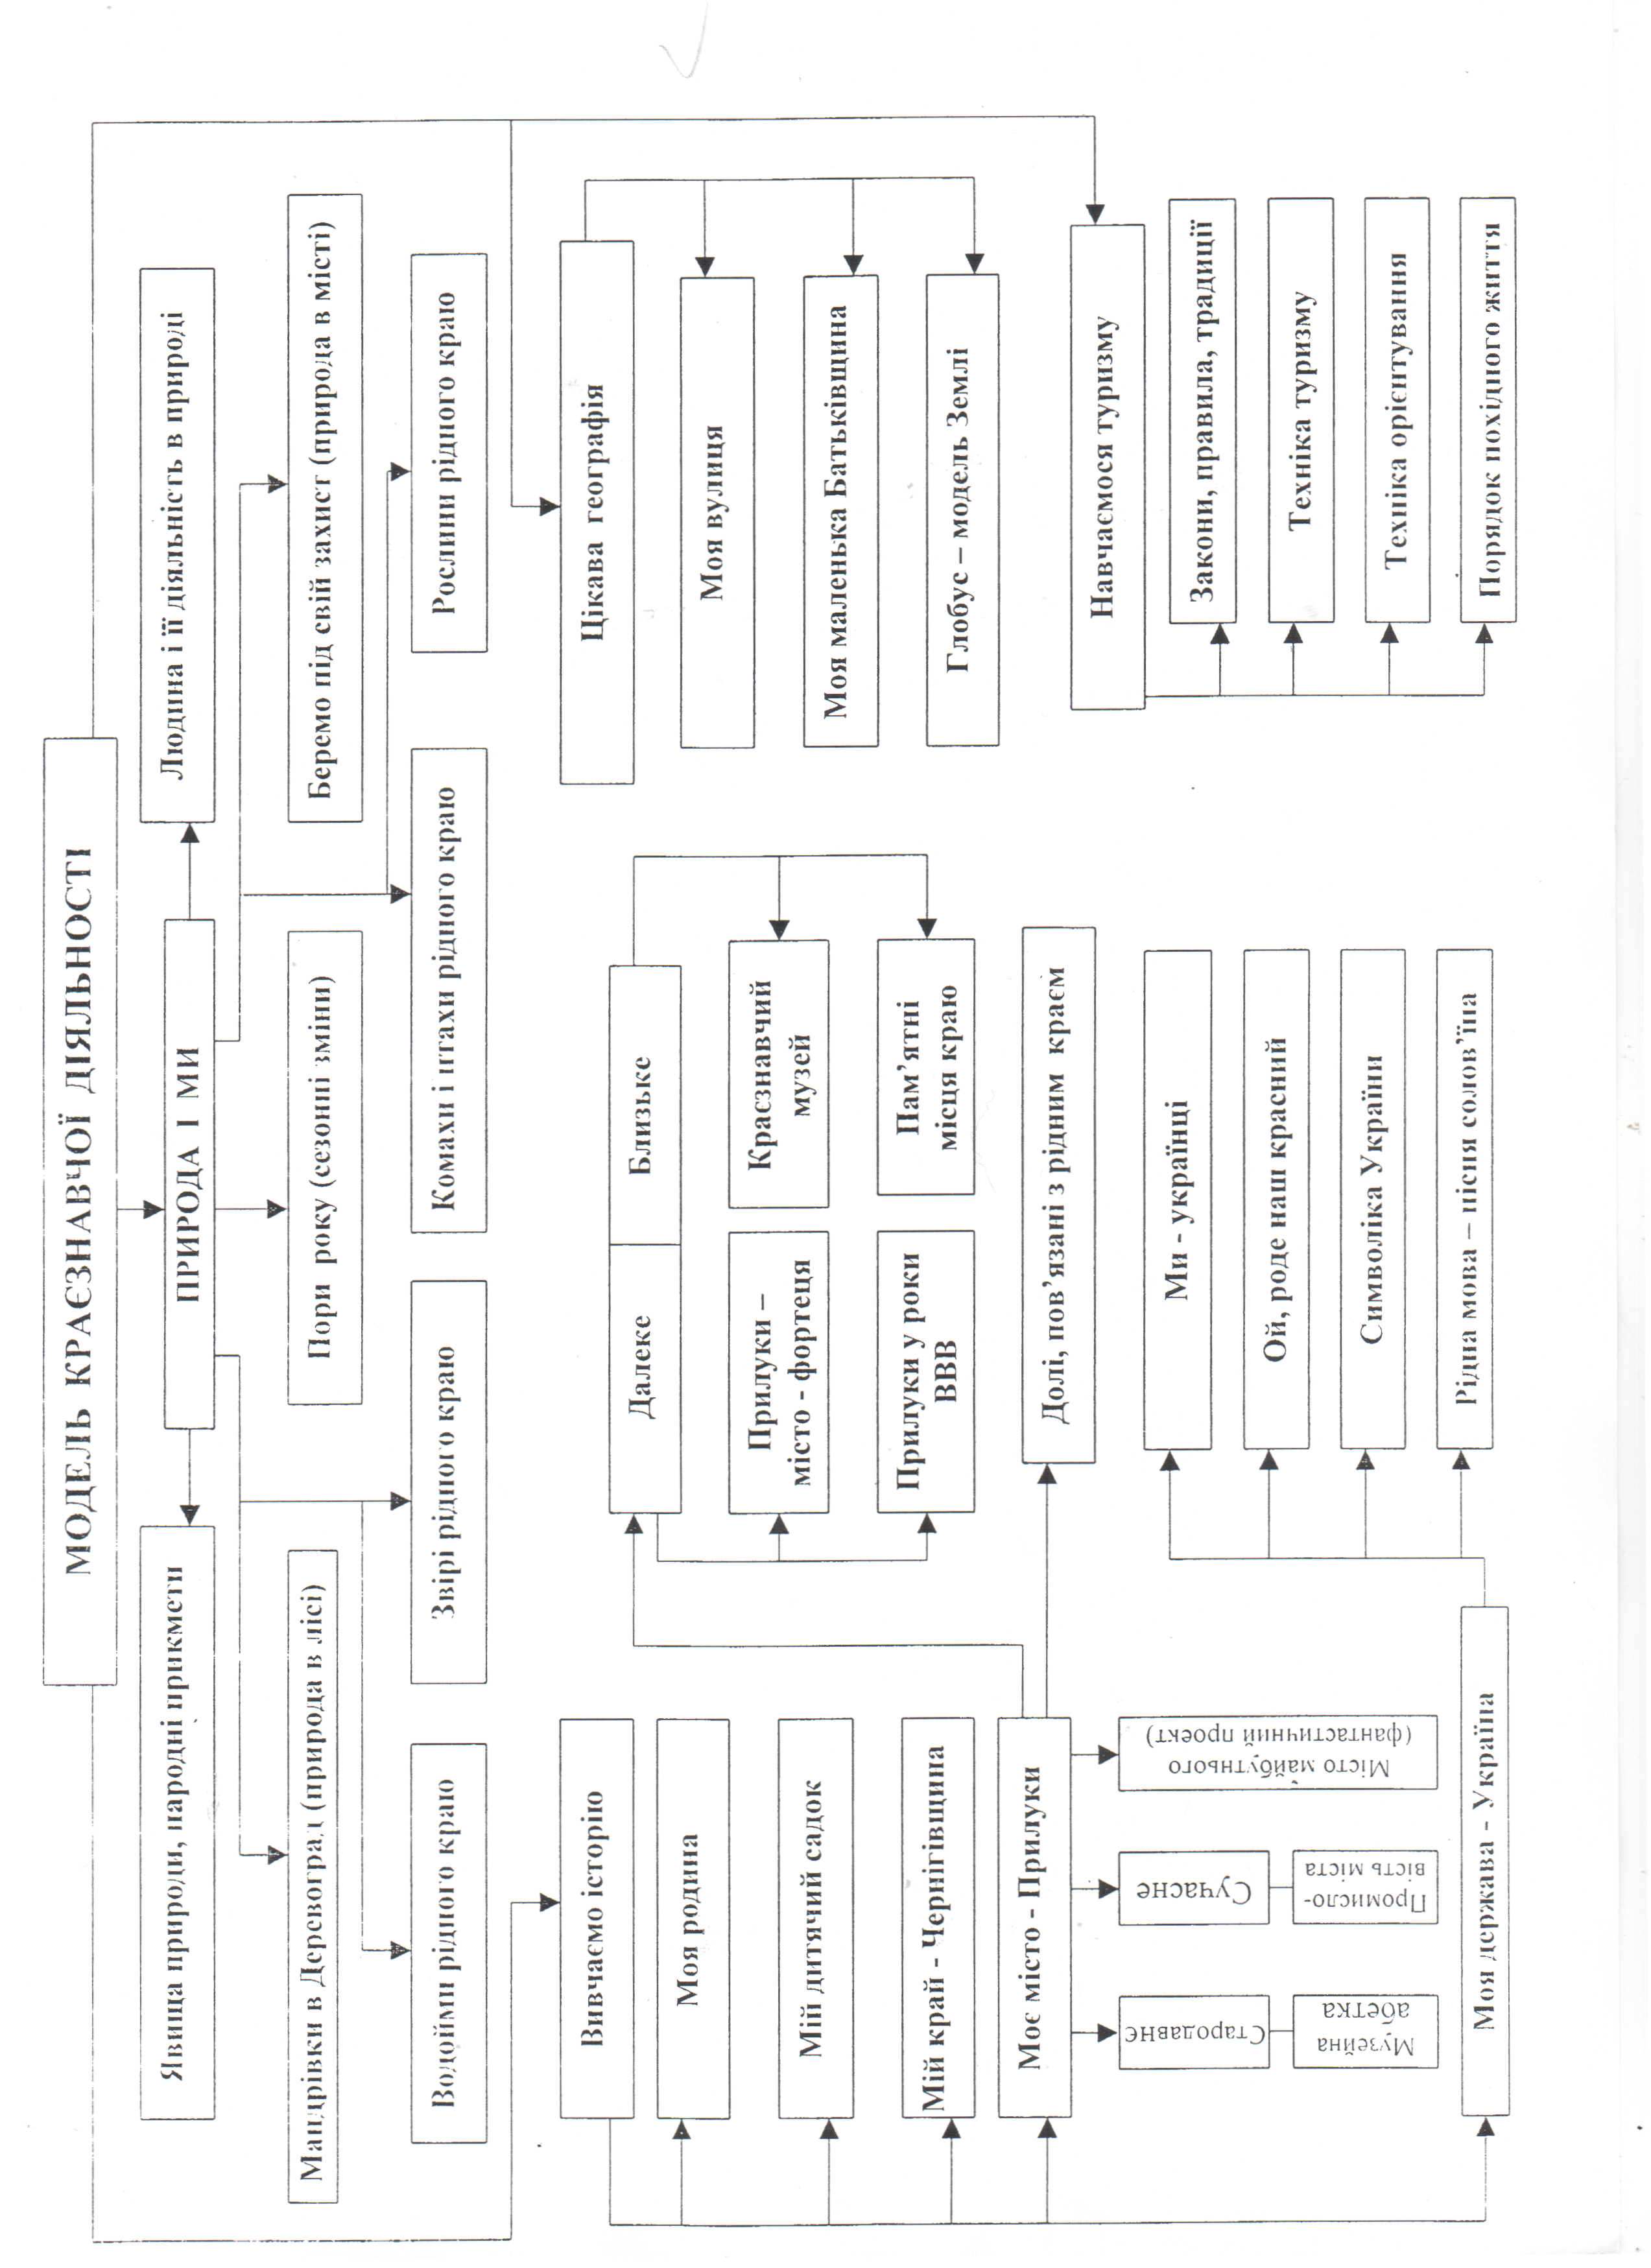 МОДЕЛЬ КРАЄЗНАВЧОЇ ДІЯЛЬНОСТІ
Явища природи, народні прикмети
ПРИРОДА І МИ
Людина і її діяльність в природі
Мандрівки в Деревоград (природа в лісі)
Пори року (сезонні зміни)
Беремо під свій захист (природа в місті)
Водойми рідного краю
Звірі рідного краю
Комахи і птахи рідного краю
Рослини рідного краю
Вивчаємо історію
Моя родина
Мій дитячий садок
Мій край - Чернігівщина
Моє місто - Прилуки
Стародавнє
Музейна
абетка
Сучасне
Промисло-
вість міста
Місто майбутнього
(фантастичний проект)
Моя держава - Україна
Далеке
Близьке
Прилуки –
місто - фортеця
Краєзнавчий
музей
Прилуки у роки
ВВВ
Пам’ятні
місця краю
Долі, пов’язані з рідним краєм
Ми - українці
Ой, роде наш красний
Символіка України
Рідна мова – пісня солов’їна
Цікава географія
Моя вулиця
Моя маленька Батьківщина
Глобус – модель Землі
Навчаємося туризму
Закони, правила, традиції
Техніка туризму
Техніка орієнтування
Порядок похідного життя